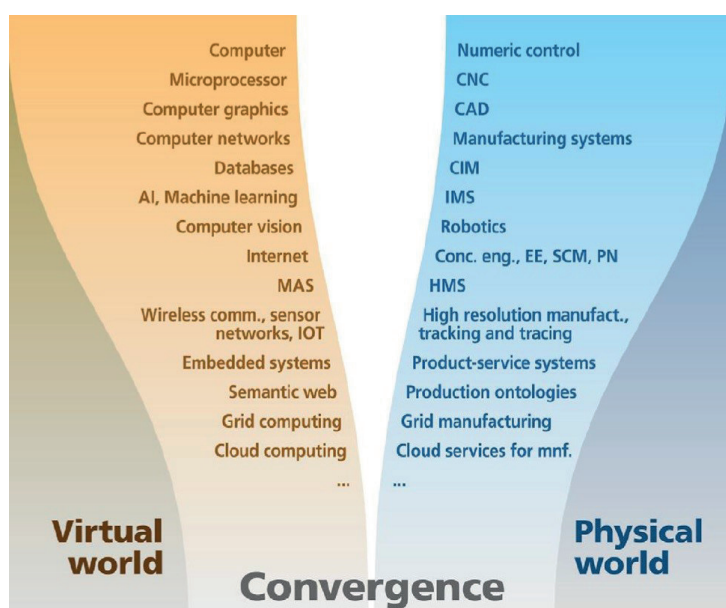 Computer
Microprocessor
Computer graphics
Computer networks
Databases
AI, Machine learning
Computer vision
Internet
MAS
Wireless comm., sensor
networks, IOT
Embedded systems
Semantic web
Grid computing
Cloud computing
...
Virtual
world
Numeric control
CNC
CAD
Manufacturing systems
CIM
IMS
Robotics
Conc. eng., EE, SCM, PN
HMS
High resolution manufact.,
tracking and tracing
Product-service systems
Production ontologies
Grid manufacturing
Cloud services for mnf.
...
Physical
world
Convergence